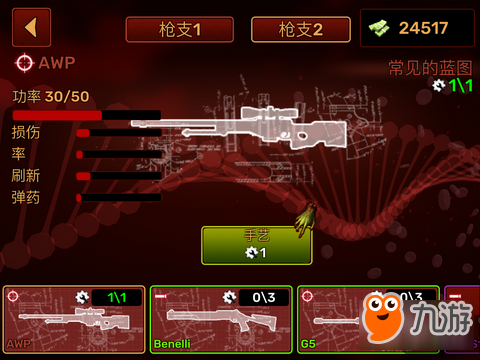 枪支1
枪支2
24517
AWP
常见的蓝图
1\1
功率 30/50
损伤
率
刷新
弹药
手艺
1
1\1
0\3
0\3
AWP
Benelli
G5
九游